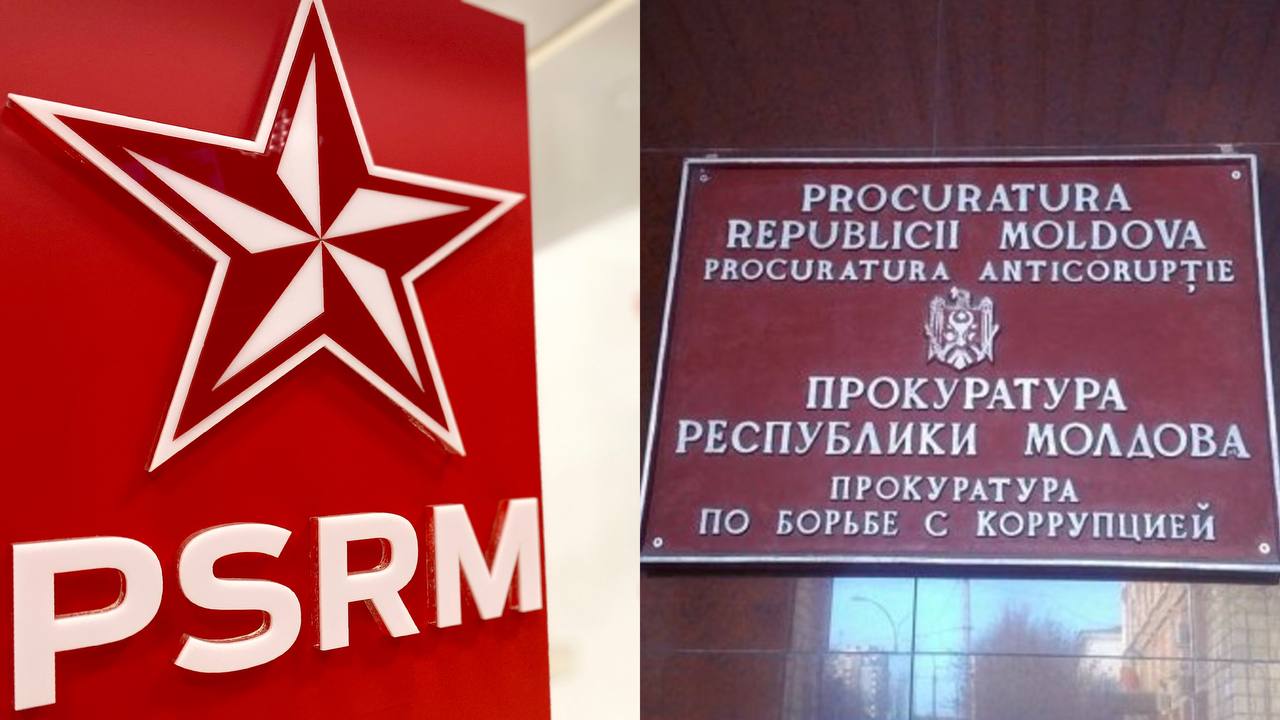 PSRM
PROCURATURA
REPUBLICII MOLDOVA
PROCURATURA ANTICORUPȚIE
ПРОКУРАТУРА
РЕСПУБЛИКИ МОЛДОВА
ПРОКУРАТУРА
ПО БОРЬБЕ С КОРРУПЦИЕЙ